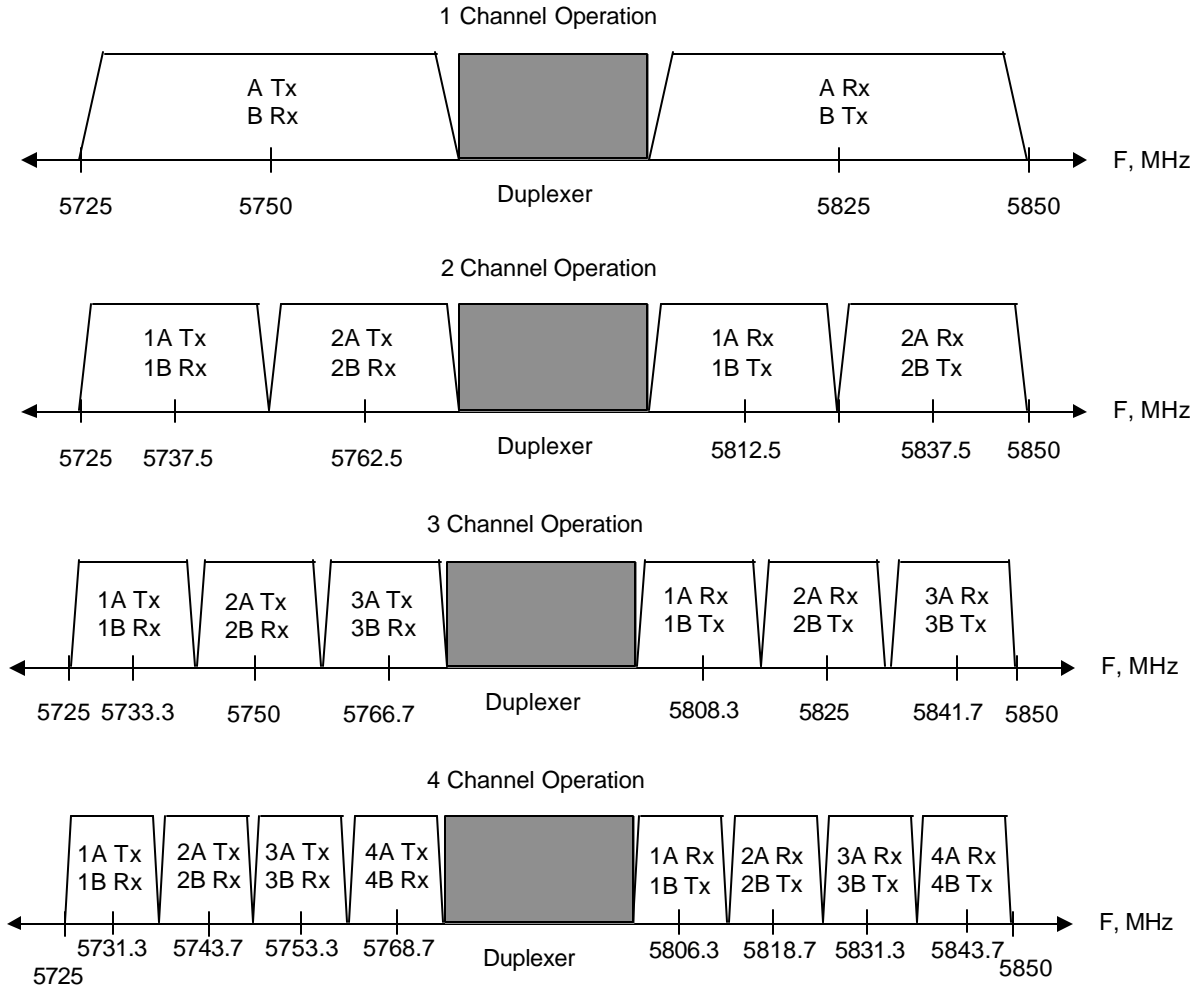 1 Channel Operation
A Tx
B Rx
A Rx
B Tx
F, MHz
5725
5750
Duplexer
5825
5850
2 Channel Operation
1A Tx
1B Rx
2A Tx
2B Rx
1A Rx
1B Tx
2A Rx
2B Tx
F, MHz
5725
5737.5
5762.5
Duplexer
5812.5
5837.5
5850
3 Channel Operation
1A Tx
1B Rx
2A Tx
2B Rx
3A Tx
3B Rx
1A Rx
1B Tx
2A Rx
2B Tx
3A Rx
3B Tx
F, MHz
5725
5733.3
5750
5766.7
Duplexer
5808.3
5825
5841.7
5850
4 Channel Operation
1A Tx
1B Rx
2A Tx
2B Rx
3A Tx
3B Rx
4A Tx
4B Rx
1A Rx
1B Tx
2A Rx
2B Tx
3A Rx
3B Tx
4A Rx
4B Tx
F, MHz
5725
5731.3
5743.7
5753.3
5768.7
Duplexer
5806.3
5818.7
5831.3
5843.7
5850